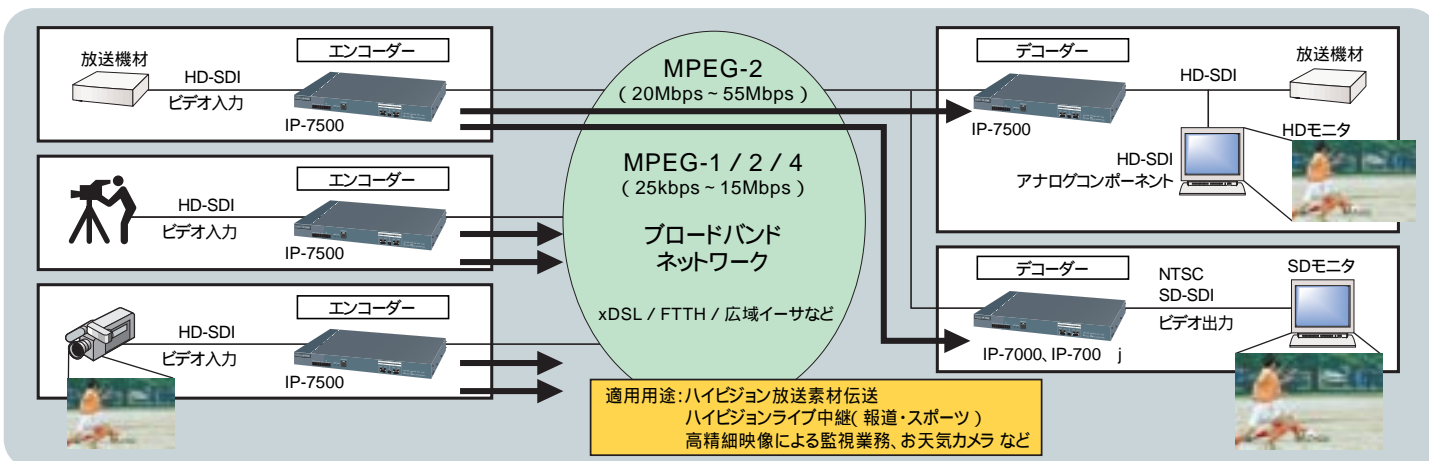 エンコーダー
放送機材
HD-SDI
ビデオ入力
IP-7500
エンコーダー
HD-SDI
ビデオ入力
IP-7500
エンコーダー
HD-SDI
ビデオ入力
IP-7500
MPEG-2
(20Mbps~55Mbps)
MPEG-1 / 2 / 4
(25kbps~15Mbps)
ブロードバンド
ネットワーク
xDSL / FTTH / 広域イーサなど
適用用途:ハイビジョン放送素材伝送
ハイビジョンライブ中継(報道・スポーツ)
高精細映像による監視業務、お天気カメラ など
デコーダー
放送機材
HD-SDI
IP-7500
HDモニタ
HD-SDI
アナログコンポーネント
デコーダー
NTSC
SD-SDI
ビデオ出力
SDモニタ
IP-7000、IP-700 j